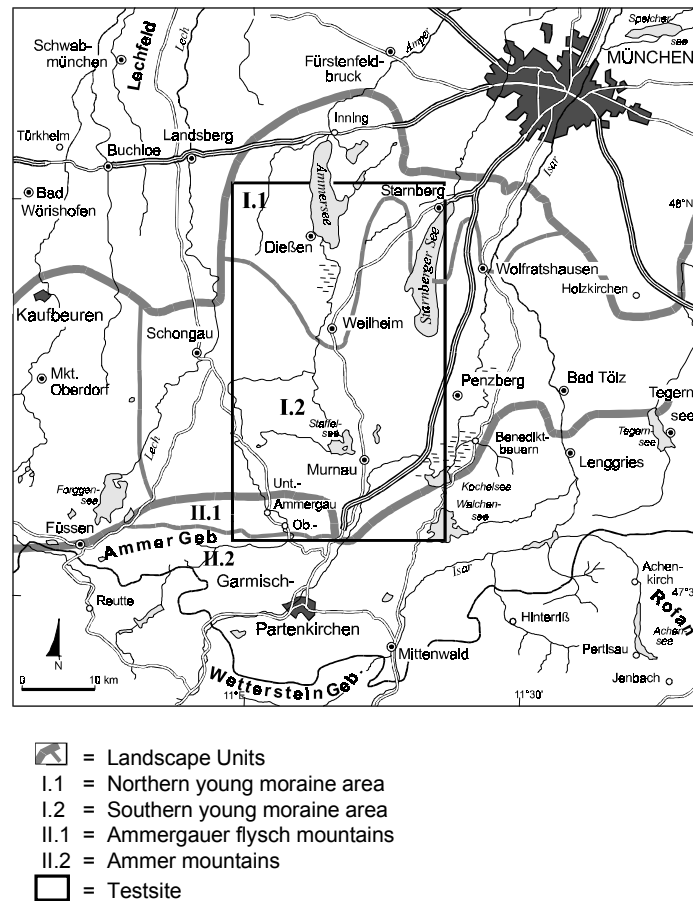 Speicher-
see
Schwab-
münchen
Lechfeld
Lech
Fürstenfeld-
bruck
Amper
MÜNCHEN
Türkheim
Buchloe
Landsberg
Inning
Isar
Bad
Wörishofen
I.1
Ammersee
Starnberg
48°N
Dießen
Starnberger See
Wolfratshausen
Holzkirchen
Kaufbeuren
Schongau
Weilheim
Mkt.
Oberdorf
Penzberg
Bad Tölz
Tegern-
see
I.2
Staffel-
see
Tegern-
see
Lech
Murnau
Benedikt-
beuern
Lenggries
Forggen-
see
Unt.-
Kochelsee
II.1
Ammergau
Walchen-
see
Ob.-
Füssen
Ammer Geb.
II.2
Isar
Garmisch-
Achen-
kirch
47°3
Reutte
Partenkirchen
Hinterriß
Rofan
Achen-
see
N
Mittenwald
Pertisau
Wetterstein Geb.
Jenbach
0 10 km
11°E
11°30
= Landscape Units
I.1 = Northern young moraine area
I.2 = Southern young moraine area
II.1 = Ammergauer flysch mountains
II.2 = Ammer mountains
= Testsite